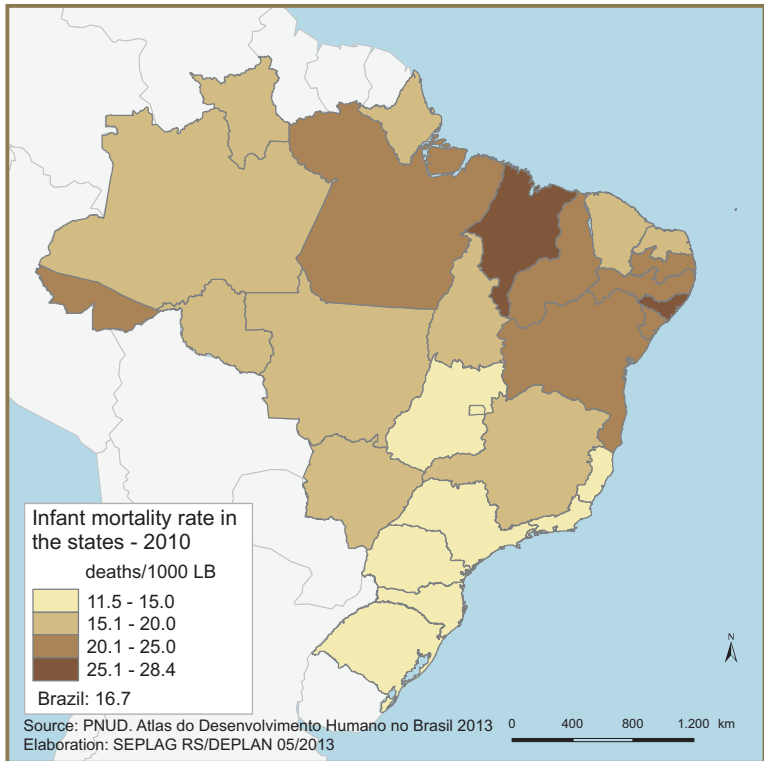 Infant mortality rate in
the states - 2010
deaths/1000 LB
11.5 - 15.0
15.1 - 20.0
20.1 - 25.0
25.1 - 28.4
Brazil: 16.7
N
Source: PNUD. Atlas do Desenvolvimento Humano no Brasil 2013
Elaboration: SEPLAG RS/DEPLAN 05/2013
0 400 800 1.200 km